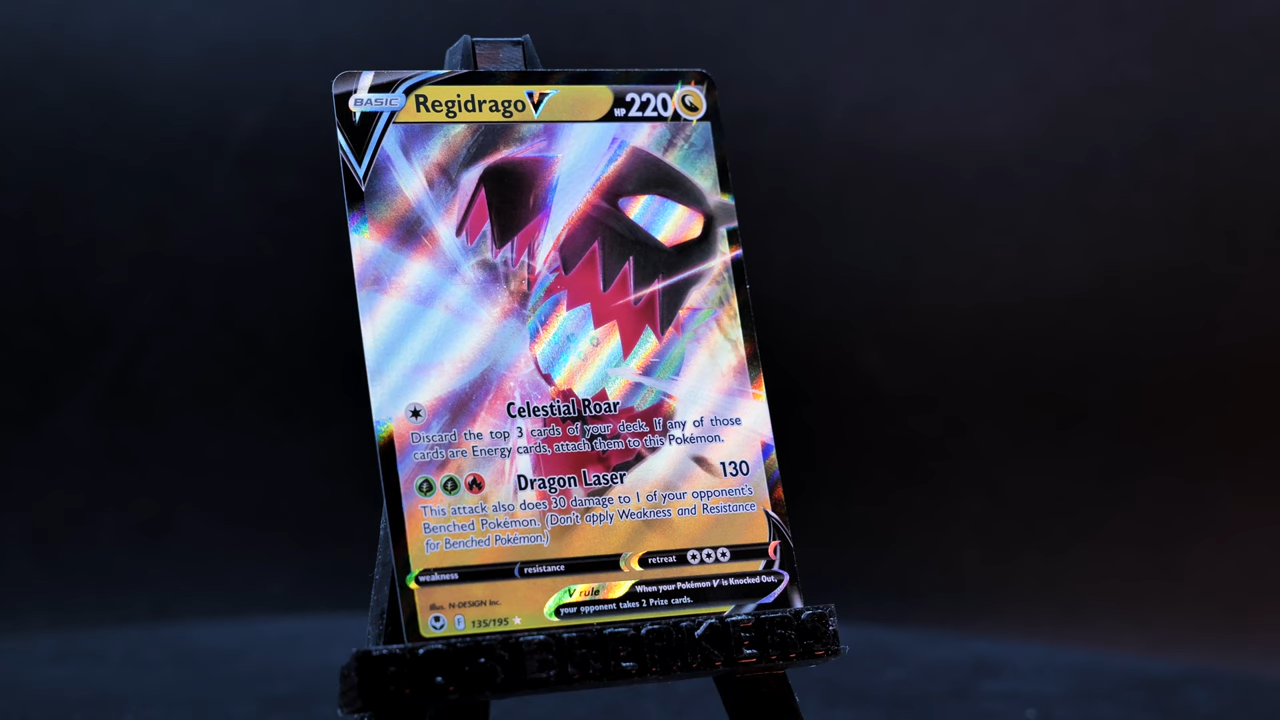 BASIC Regidrago V HP 220
Celestial Roar
Discard the top 3 cards of your deck. If any of those
cards are Energy cards, attach them to this Pokémon.
Dragon Laser 130
This attack also does 30 damage to 1 of your opponent's
Benched Pokémon. (Don't apply Weakness and Resistance
for Benched Pokémon.)
weakness resistance retreat
V rule When your Pokémon V is Knocked Out,
your opponent takes 2 Prize cards.
Illus. N-DESIGN Inc.
F 135/195